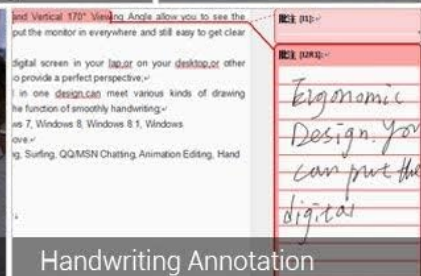 and Vertical 170° Viewing Angle allow you to see the
put the monitor in everywhere and still easy to get clear
digital screen in your lap,or on your desktop,or other
o provide a perfect perspective;
l in one design,can meet various kinds of drawing
he function of smoothly handwriting;
ws 7, Windows 8, Windows 8.1, Windows
ove.
ng, Surfing, QQ/MSN Chatting, Animation Editing, Hand
批注 [I1]:
批注 [I2R1]:
Ergonomic
Design. You
can put the
digital
Handwriting Annotation